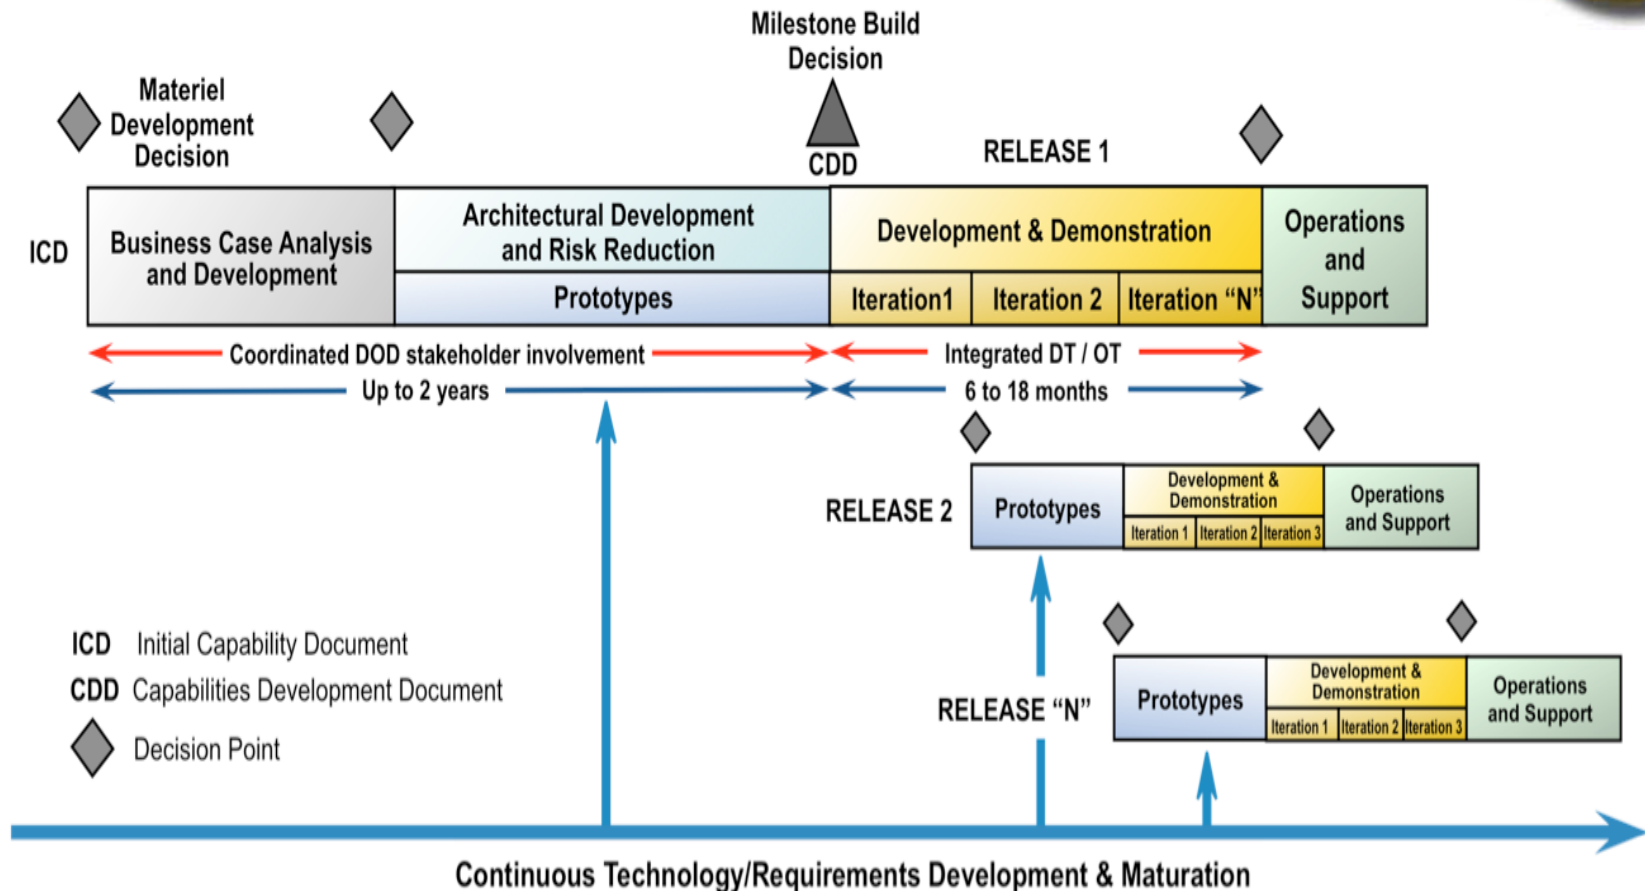 Milestone Build
Decision
Materiel
Development
Decision
CDD
RELEASE 1
ICD
Business Case Analysis
and Development
Architectural Development
and Risk Reduction
Prototypes
Development & Demonstration
Iteration1
Iteration 2
Iteration “N”
Operations
and
Support
Coordinated DOD stakeholder involvement
Integrated DT / OT
Up to 2 years
6 to 18 months
RELEASE 2
Prototypes
Development &
Demonstration
Iteration 1
Iteration 2
Iteration 3
Operations
and Support
RELEASE “N”
Prototypes
Development &
Demonstration
Iteration 1
Iteration 2
Iteration 3
Operations
and Support
ICD Initial Capability Document
CDD Capabilities Development Document
Decision Point
Continuous Technology/Requirements Development & Maturation